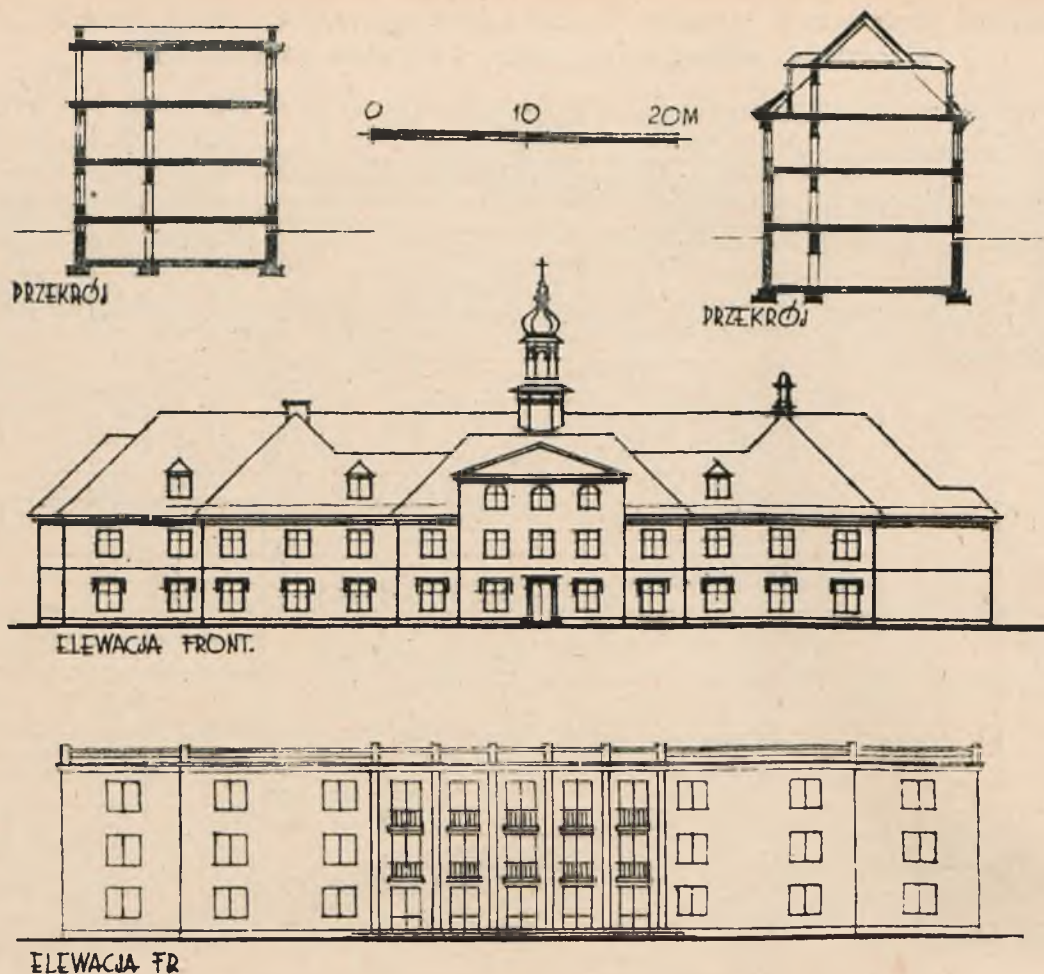 0 10 20M
PRZEKRÓJ
PRZEKRÓJ
ELEWACJA FRONT.
ELEWACJA FR